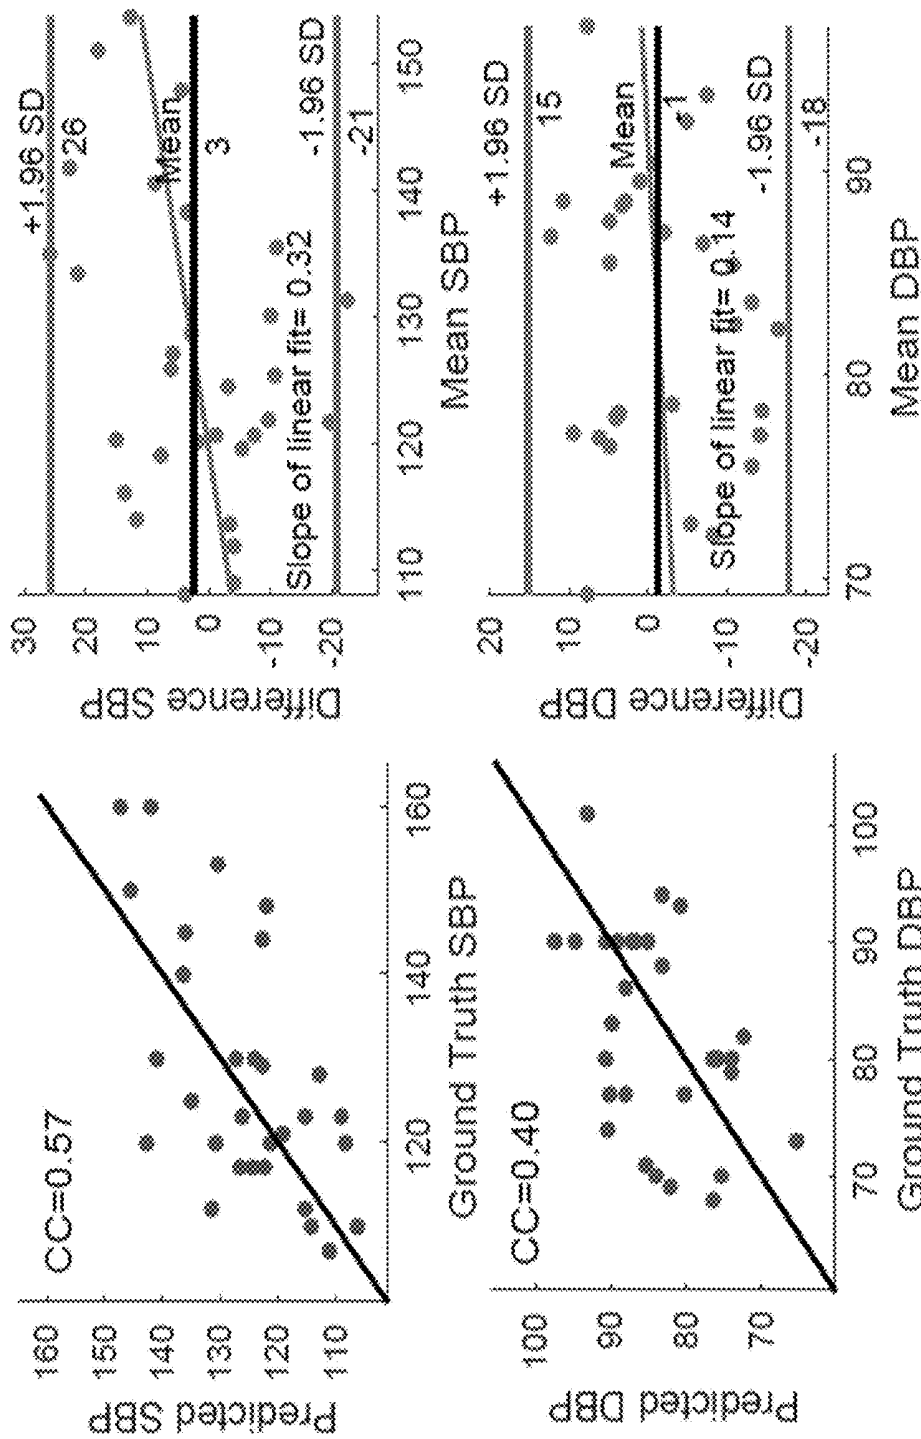 Predicted SBP
160
150
140
130
120
110
CC=0.57
120
140
160
Ground Truth SBP
Difference SBP
30
20
10
0
-10
-20
+1.96 SD
26
Mean
3
Slope of linear fit= 0.32
-1.96 SD
-21
110
120
130
140
150
Mean SBP
Predicted DBP
100
90
80
70
CC=0.40
70
80
90
100
Ground Truth DBP
Difference DBP
20
10
0
-10
-20
+1.96 SD
15
Mean
-1
Slope of linear fit= 0.14
-1.96 SD
-18
70
80
90
Mean DBP